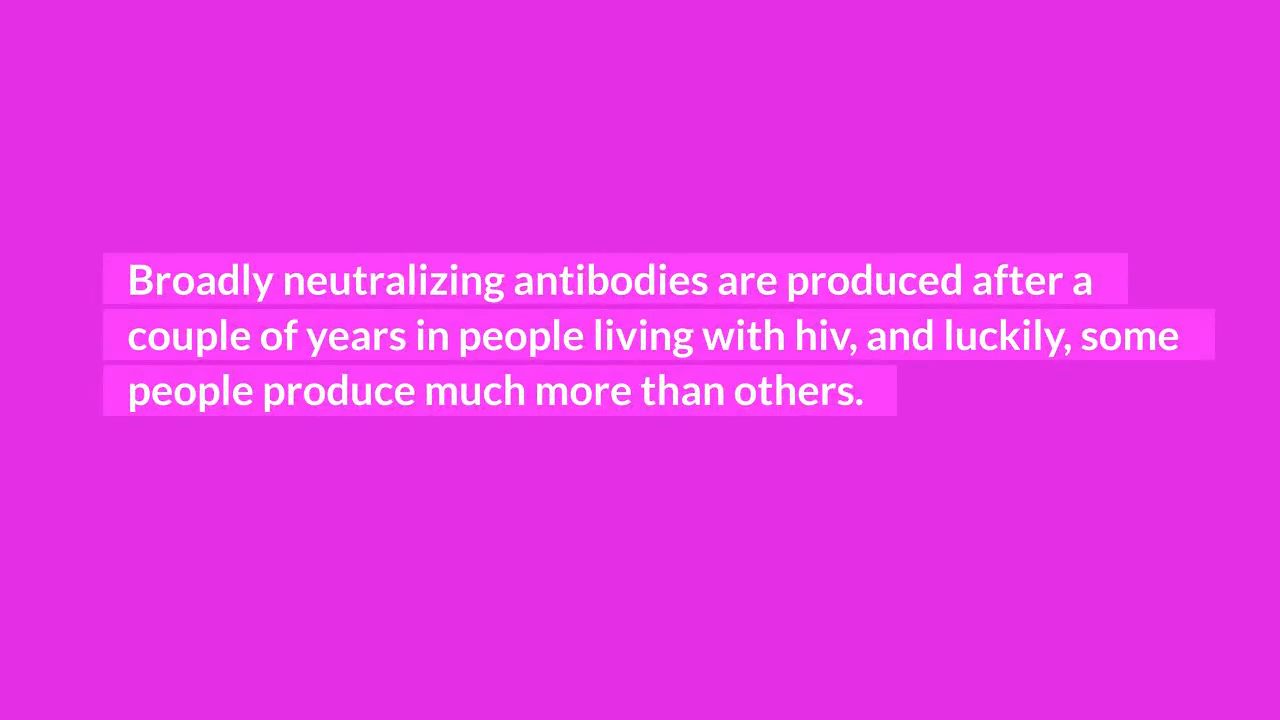 Broadly neutralizing antibodies are produced after a
couple of years in people living with hiv, and luckily, some
people produce much more than others.